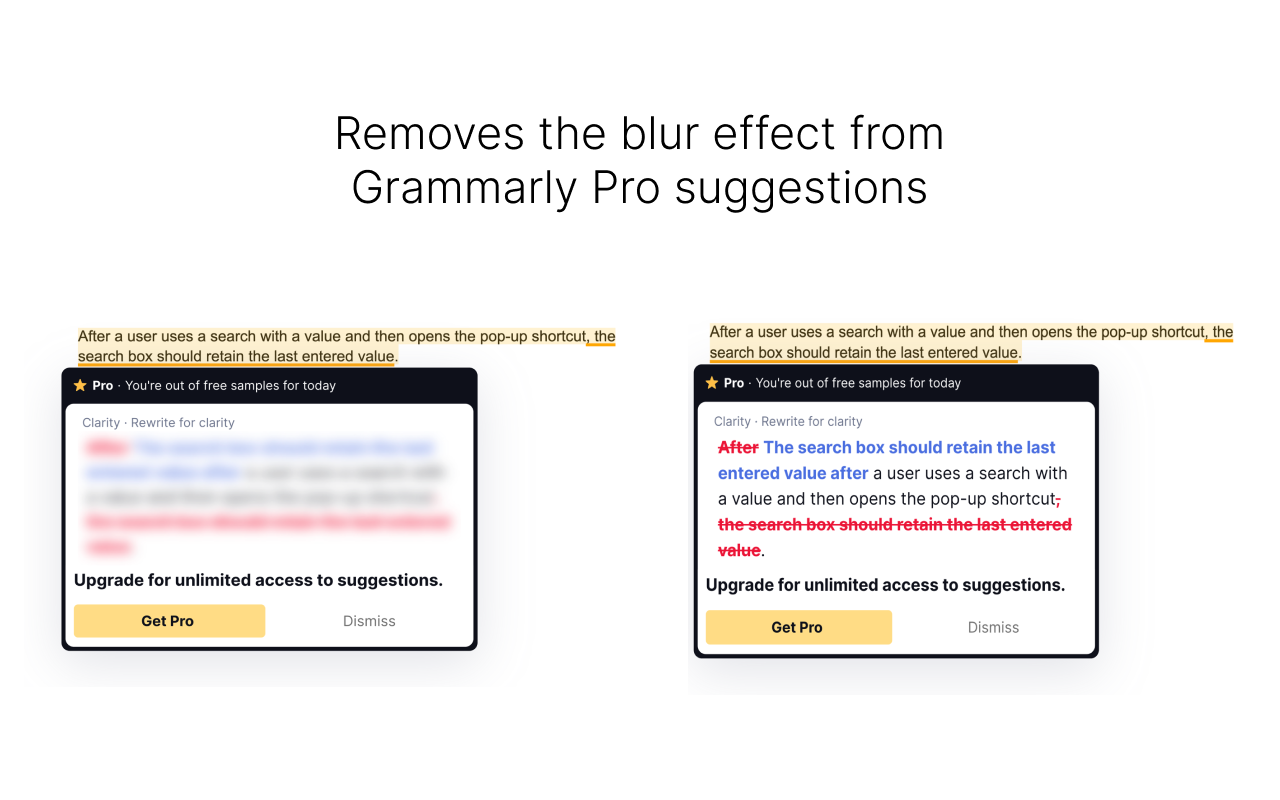 Removes the blur effect from
Grammarly Pro suggestions
After a user uses a search with a value and then opens the pop-up shortcut, the
search box should retain the last entered value.
Pro · You're out of free samples for today
Clarity · Rewrite for clarity
Upgrade for unlimited access to suggestions.
Get Pro
Dismiss
After a user uses a search with a value and then opens the pop-up shortcut, the
search box should retain the last entered value.
Pro · You're out of free samples for today
Clarity · Rewrite for clarity
After The search box should retain the last
entered value after a user uses a search with
a value and then opens the pop-up shortcut,
the search box should retain the last entered
value.
Upgrade for unlimited access to suggestions.
Get Pro
Dismiss